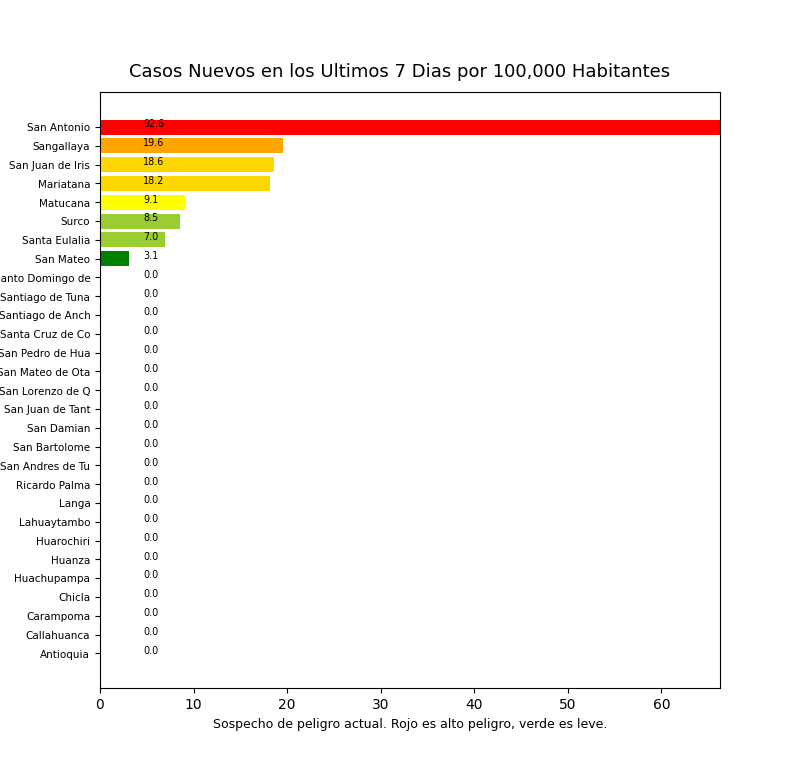 Casos Nuevos en los Ultimos 7 Dias por 100,000 Habitantes
San Antonio 92.6
Sangallaya 19.6
San Juan de Iris 18.6
Mariatana 18.2
Matucana 9.1
Surco 8.5
Santa Eulalia 7.0
San Mateo 3.1
anto Domingo de 0.0
Santiago de Tuna 0.0
Santiago de Anch 0.0
Santa Cruz de Co 0.0
San Pedro de Hua 0.0
San Mateo de Ota 0.0
San Lorenzo de Q 0.0
San Juan de Tant 0.0
San Damian 0.0
San Bartolome 0.0
San Andres de Tu 0.0
Ricardo Palma 0.0
Langa 0.0
Lahuaytambo 0.0
Huarochiri 0.0
Huanza 0.0
Huachupampa 0.0
Chicla 0.0
Carampoma 0.0
Callahuanca 0.0
Antioquia 0.0
0 10 20 30 40 50 60
Sospecho de peligro actual. Rojo es alto peligro, verde es leve.